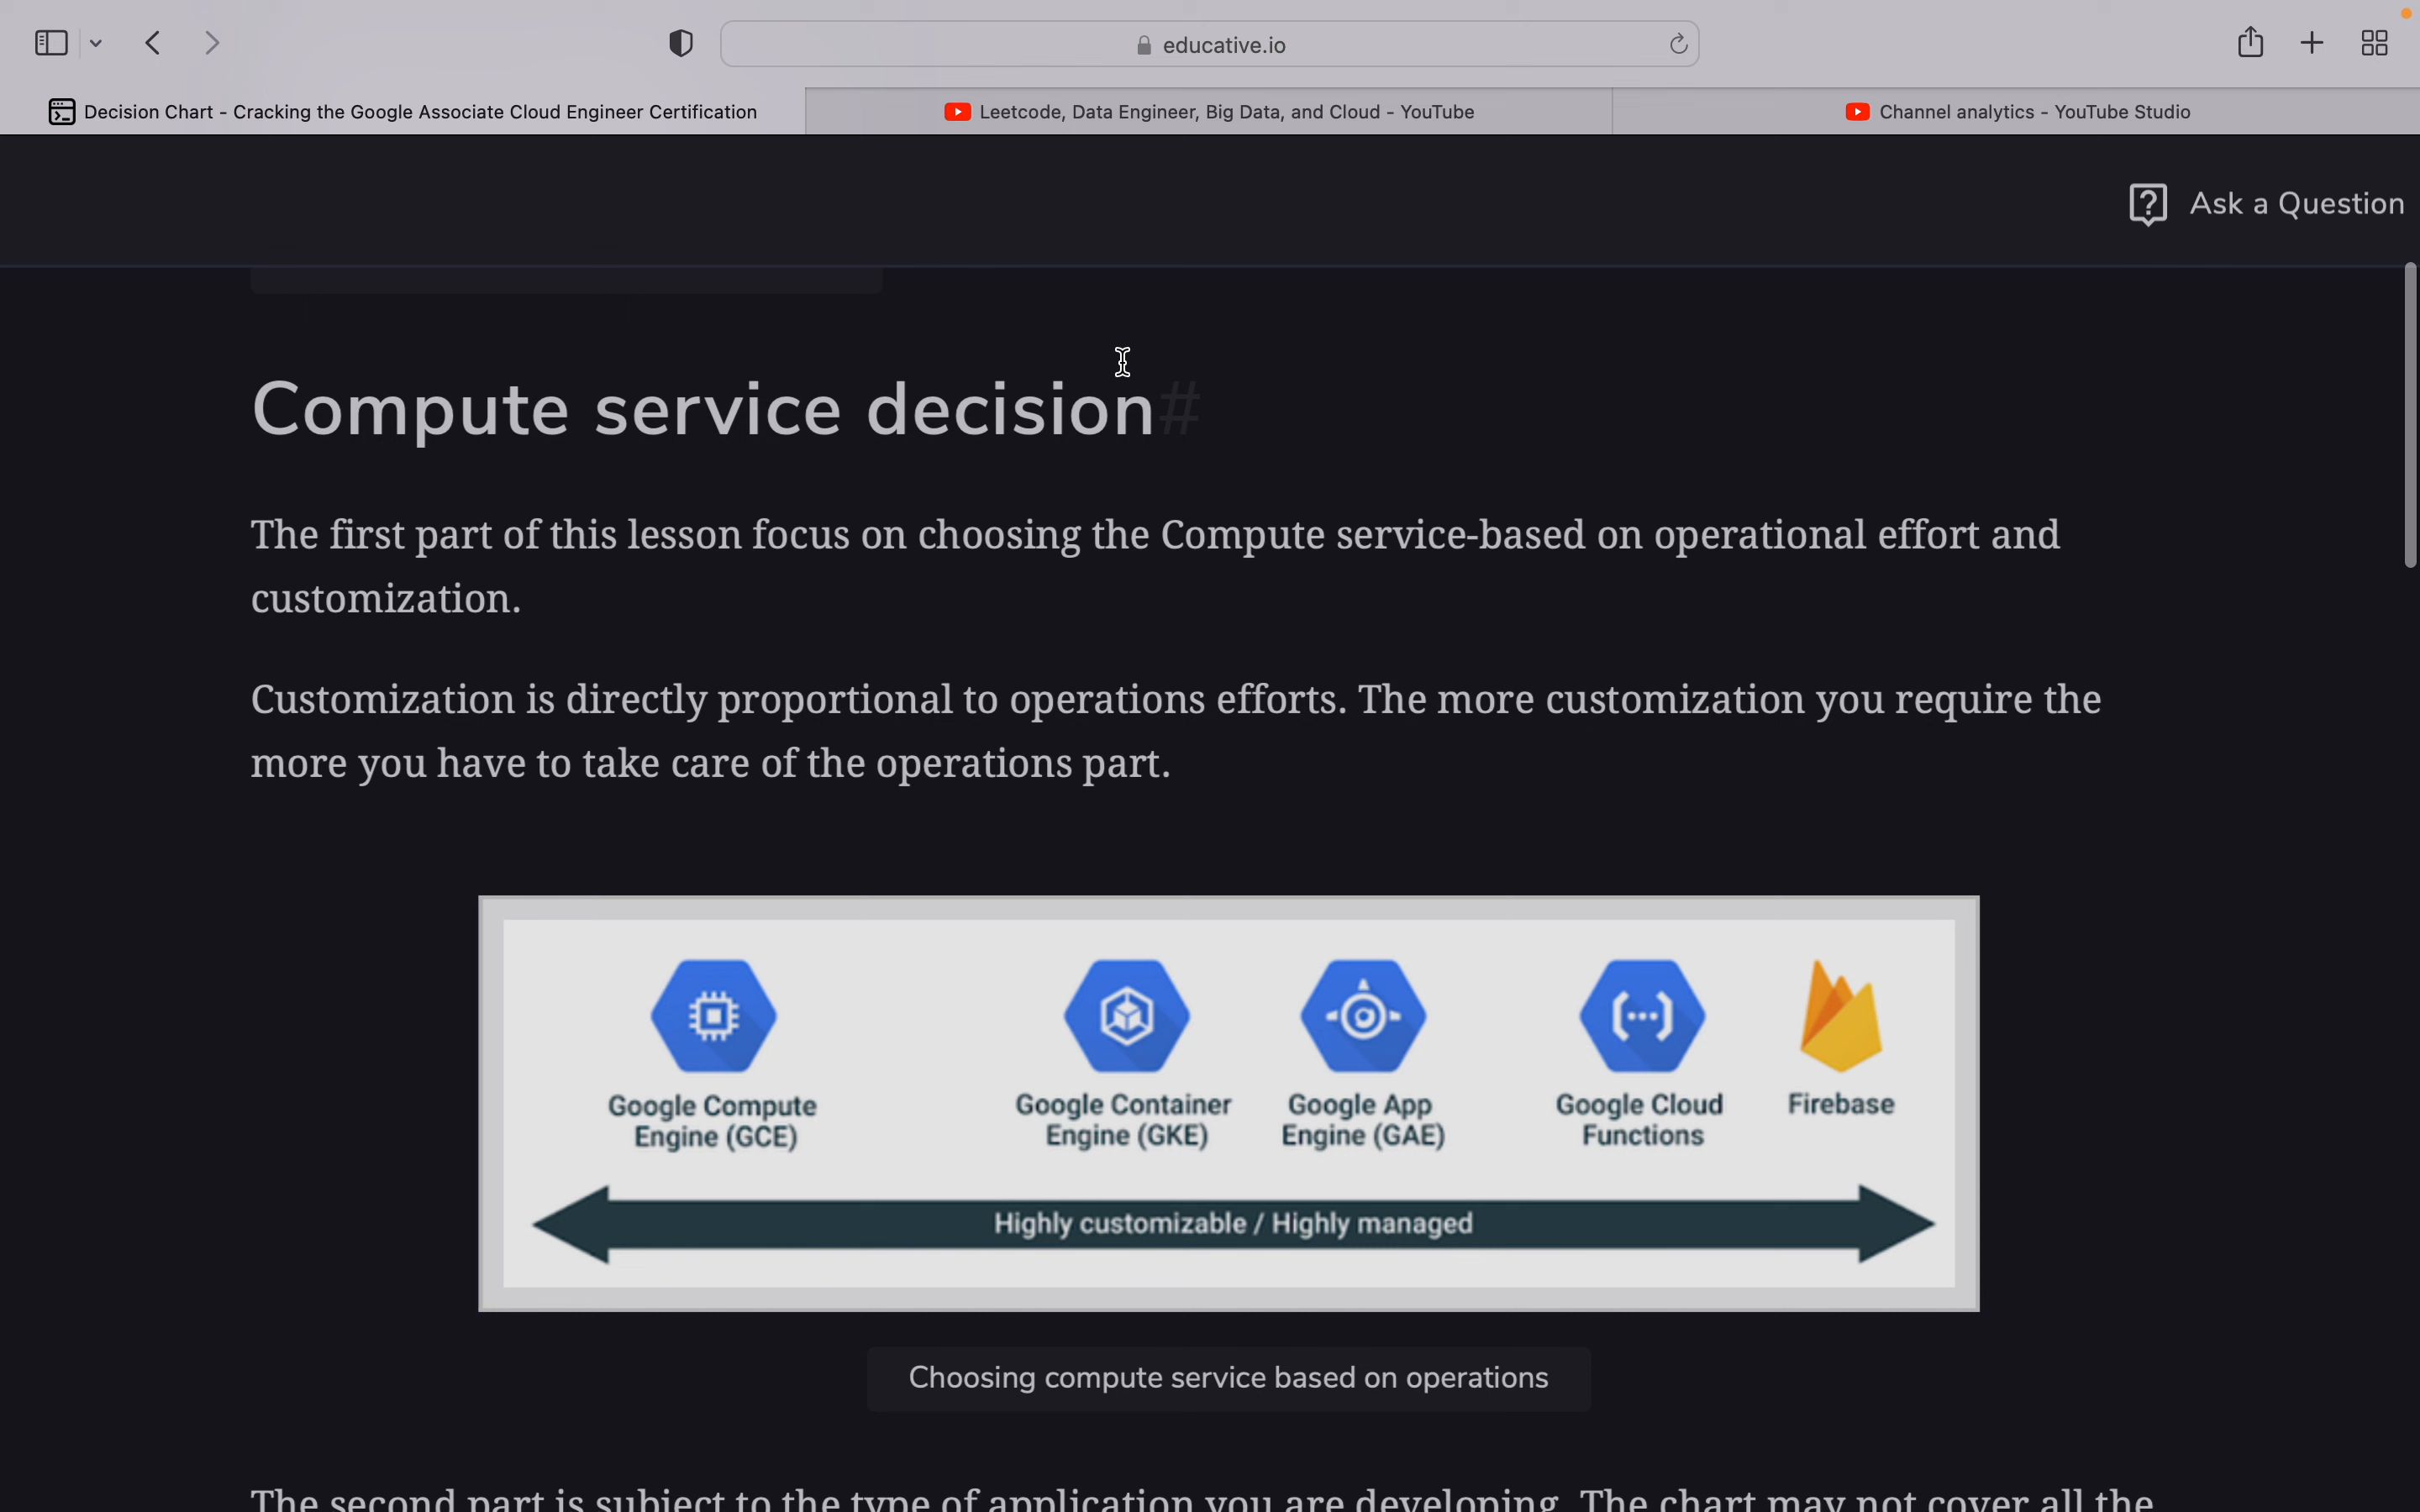 educative.io
Decision Chart - Cracking the Google Associate Cloud Engineer Certification
Leetcode, Data Engineer, Big Data, and Cloud - YouTube
Channel analytics - YouTube Studio
Ask a Question
Compute service decision#
The first part of this lesson focus on choosing the Compute service-based on operational effort and
customization.
Customization is directly proportional to operations efforts. The more customization you require the
more you have to take care of the operations part.
Google Compute
Engine (GCE)
Google Container
Engine (GKE)
Google App
Engine (GAE)
Google Cloud
Functions
Firebase
Highly customizable / Highly managed
Choosing compute service based on operations
The second part is subject to the type of application you are developing. The chart may not cover all the